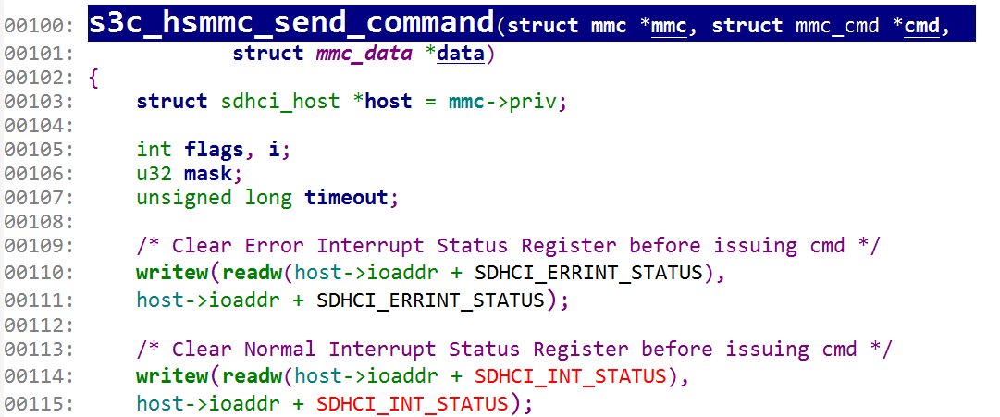 00100: s3c_hsmmc_send_command(struct mmc *mmc, struct mmc_cmd *cmd,
00101:             struct mmc_data *data)
00102: {
00103:     struct sdhci_host *host = mmc->priv;
00104:
00105:     int flags, i;
00106:     u32 mask;
00107:     unsigned long timeout;
00108:
00109:     /* Clear Error Interrupt Status Register before issuing cmd */
00110:     writew(readw(host->ioaddr + SDHCI_ERRINT_STATUS),
00111:     host->ioaddr + SDHCI_ERRINT_STATUS);
00112:
00113:     /* Clear Normal Interrupt Status Register before issuing cmd */
00114:     writew(readw(host->ioaddr + SDHCI_INT_STATUS),
00115:     host->ioaddr + SDHCI_INT_STATUS);